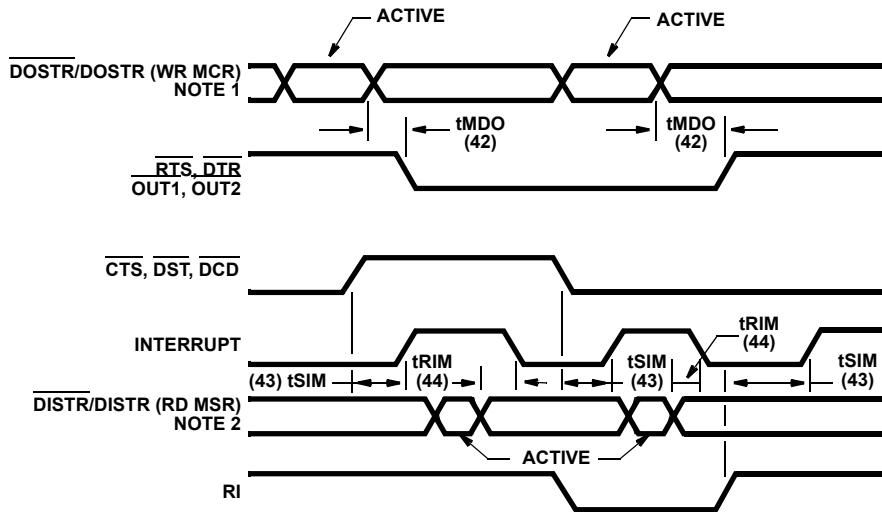 ACTIVE
ACTIVE
DOSTR/DOSTR (WR MCR)
NOTE 1
tMDO
(42)
tMDO
(42)
RTS, DTR
OUT1, OUT2
CTS, DST, DCD
INTERRUPT
tRIM
(44)
tSIM
(43)
tRIM
(44)
tSIM
(43)
(43) tSIM
DISTR/DISTR (RD MSR)
NOTE 2
ACTIVE
RI